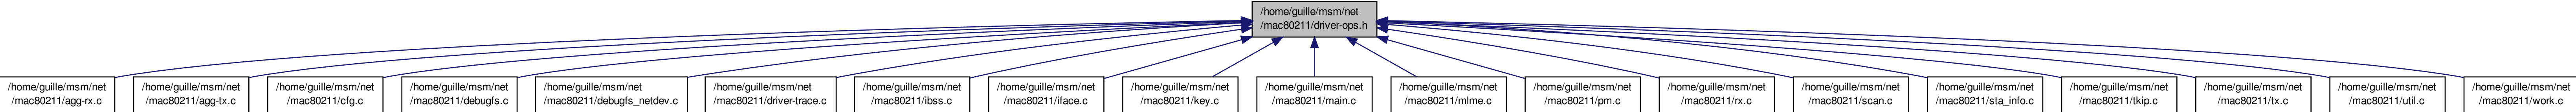 /home/guille/msm/net
/mac80211/driver-ops.h
/home/guille/msm/net
/mac80211/agg-rx.c
/home/guille/msm/net
/mac80211/agg-tx.c
/home/guille/msm/net
/mac80211/cfg.c
/home/guille/msm/net
/mac80211/debugfs.c
/home/guille/msm/net
/mac80211/debugfs_netdev.c
/home/guille/msm/net
/mac80211/driver-trace.c
/home/guille/msm/net
/mac80211/ibss.c
/home/guille/msm/net
/mac80211/iface.c
/home/guille/msm/net
/mac80211/key.c
/home/guille/msm/net
/mac80211/main.c
/home/guille/msm/net
/mac80211/mlme.c
/home/guille/msm/net
/mac80211/pm.c
/home/guille/msm/net
/mac80211/rx.c
/home/guille/msm/net
/mac80211/scan.c
/home/guille/msm/net
/mac80211/sta_info.c
/home/guille/msm/net
/mac80211/tkip.c
/home/guille/msm/net
/mac80211/tx.c
/home/guille/msm/net
/mac80211/util.c
/home/guille/msm/net
/mac80211/work.c